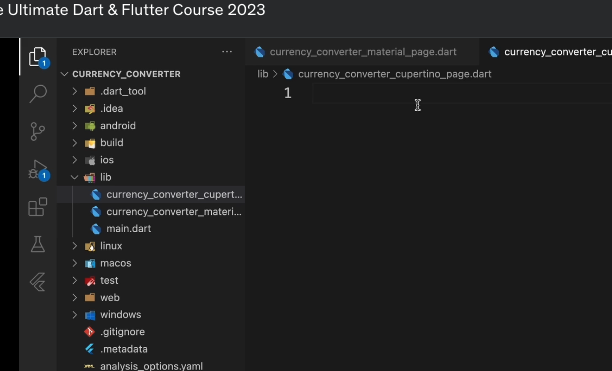 e Ultimate Dart & Flutter Course 2023
EXPLORER
currency_converter_material_page.dart
currency_converter_cu
CURRENCY_CONVERTER
lib > currency_converter_cupertino_page.dart
1
.dart_tool
.idea
android
build
ios
lib
currency_converter_cupert...
currency_converter_materi...
main.dart
linux
macos
test
web
windows
.gitignore
.metadata
analysis_options.yaml
1
1